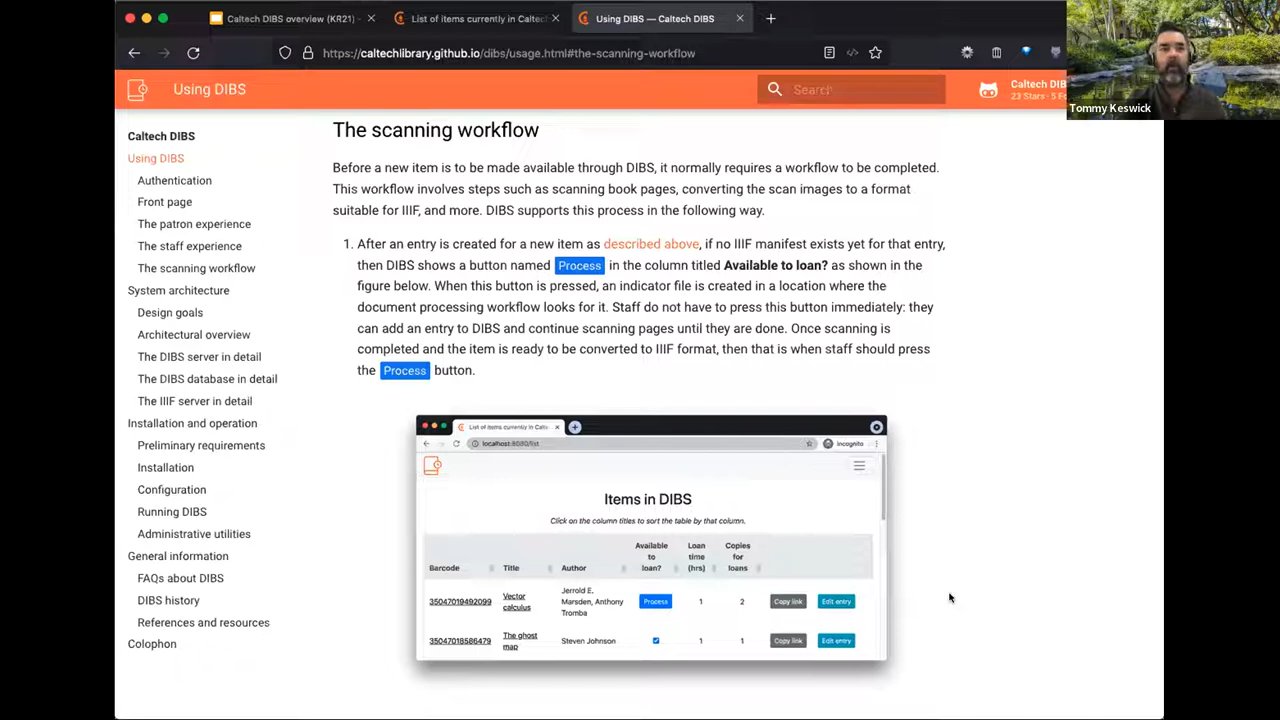 Caltech DIBS overview (KR21) -
List of items currently in Caltec
Using DIBS — Caltech DIBS
https://caltechlibrary.github.io/dibs/usage.html#the-scanning-workflow
Using DIBS
Search
Caltech DIB
23 Stars · 5 Fo
Tommy Keswick
Caltech DIBS
Using DIBS
Authentication
Front page
The patron experience
The staff experience
The scanning workflow
System architecture
Design goals
Architectural overview
The DIBS server in detail
The DIBS database in detail
The IIIF server in detail
Installation and operation
Preliminary requirements
Installation
Configuration
Running DIBS
Administrative utilities
General information
FAQs about DIBS
DIBS history
References and resources
Colophon
The scanning workflow
Before a new item is to be made available through DIBS, it normally requires a workflow to be completed.
This workflow involves steps such as scanning book pages, converting the scan images to a format
suitable for IIIF, and more. DIBS supports this process in the following way.
1. After an entry is created for a new item as described above, if no IIIF manifest exists yet for that entry,
then DIBS shows a button named Process in the column titled Available to loan? as shown in the
figure below. When this button is pressed, an indicator file is created in a location where the
document processing workflow looks for it. Staff do not have to press this button immediately: they
can add an entry to DIBS and continue scanning pages until they are done. Once scanning is
completed and the item is ready to be converted to IIIF format, then that is when staff should press
the Process button.
List of items currently in Caltec
localhost:8080/list
Incognito
Items in DIBS
Click on the column titles to sort the table by that column.
Barcode Title Author Available to loan? Loan time (hrs) Copies for loans
35047019492099 Vector calculus Jerrold E. Marsden, Anthony Tromba Process 1 2 Copy link Edit entry
35047018586479 The ghost map Steven Johnson 1 1 Copy link Edit entry